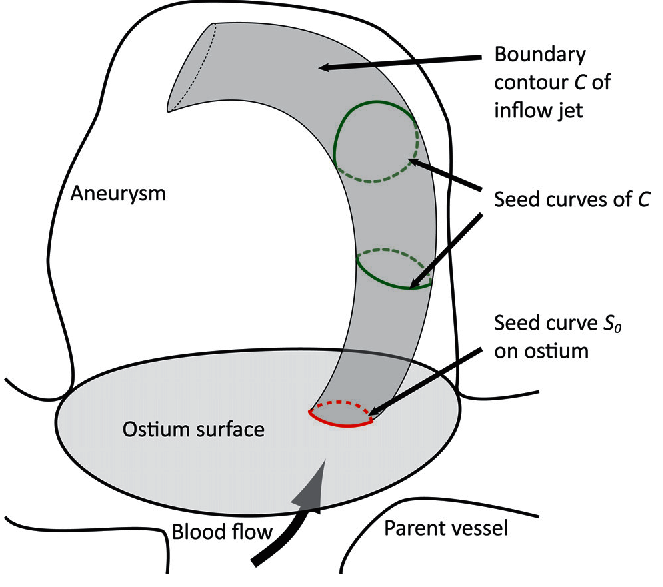 Boundary
contour C of
inflow jet
Aneurysm
Seed curves of C
Seed curve S₀
on ostium
Ostium surface
Blood flow
Parent vessel